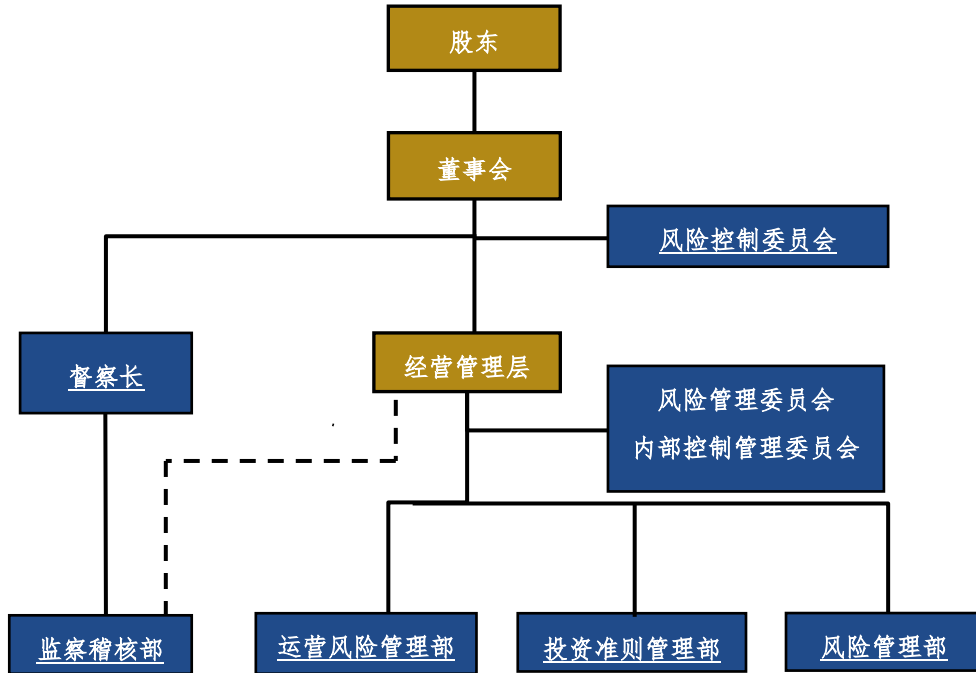 股东
董事会
风险控制委员会
督察长
经营管理层
风险管理委员会
内部控制管理委员会
监察稽核部
运营风险管理部
投资准则管理部
风险管理部